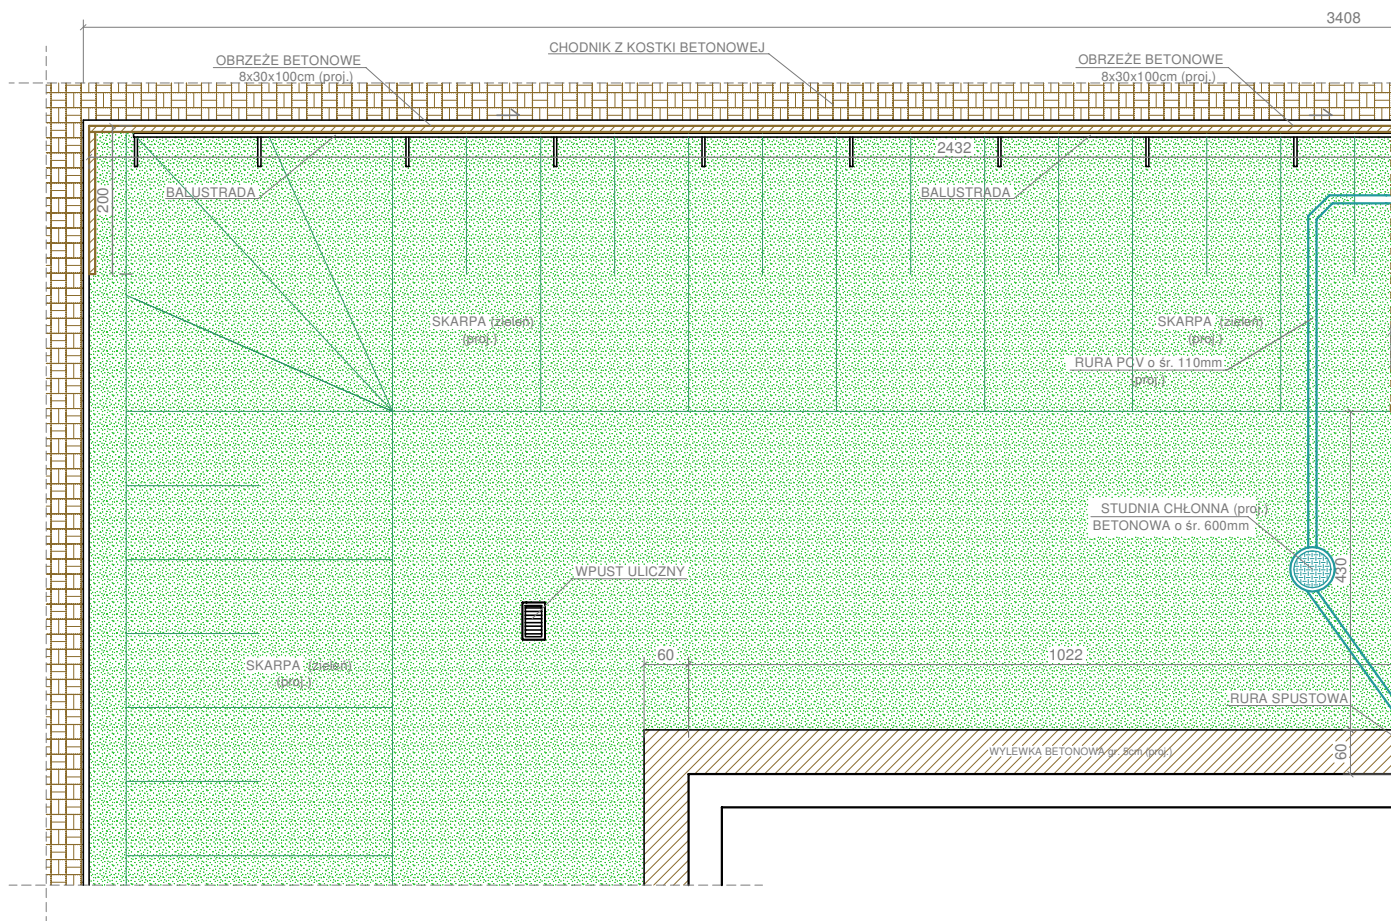 3408
OBRZEŻE BETONOWE
8x30x100cm (proj.)
CHODNIK Z KOSTKI BETONOWEJ
OBRZEŻE BETONOWE
8x30x100cm (proj.)
2432
BALUSTRADA
BALUSTRADA
200
SKARPA (zieleń)
(proj.)
SKARPA (zieleń)
(proj.)
RURA PCV o śr. 110mm
(proj.)
STUDNIA CHŁONNA (proj.)
BETONOWA o śr. 600mm
430
WPUST ULICZNY
SKARPA (zieleń)
(proj.)
60
1022
RURA SPUSTOWA
WYLEWKA BETONOWA gr. 5cm (proj.)
60